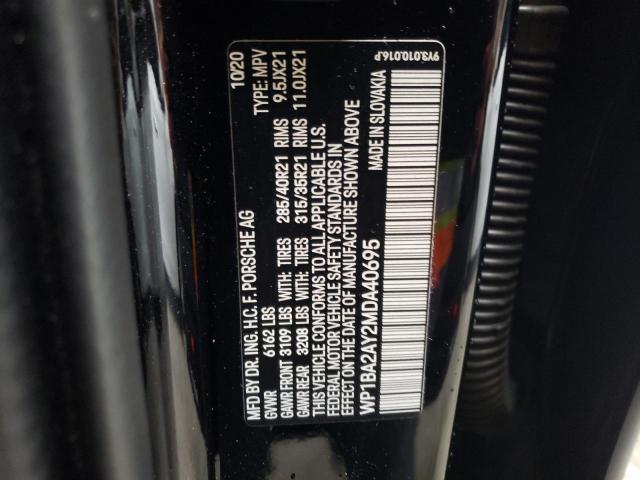 MFD BY DR. ING. H.C. F. PORSCHE AG 10/20
GVWR 6162 LBS TYPE: MPV
GAWR FRONT 3109 LBS WITH: TIRES 285/40R21 RIMS 9.5JX21
GAWR REAR 3208 LBS WITH: TIRES 315/35R21 RIMS 11.0JX21
THIS VEHICLE CONFORMS TO ALL APPLICABLE U.S.
FEDERAL MOTOR VEHICLE SAFETY STANDARDS IN
EFFECT ON DATE OF MANUFACTURE SHOWN ABOVE
WP1BA2AY2MDA40695 MADE IN SLOVAKIA
9Y3.010.016.P